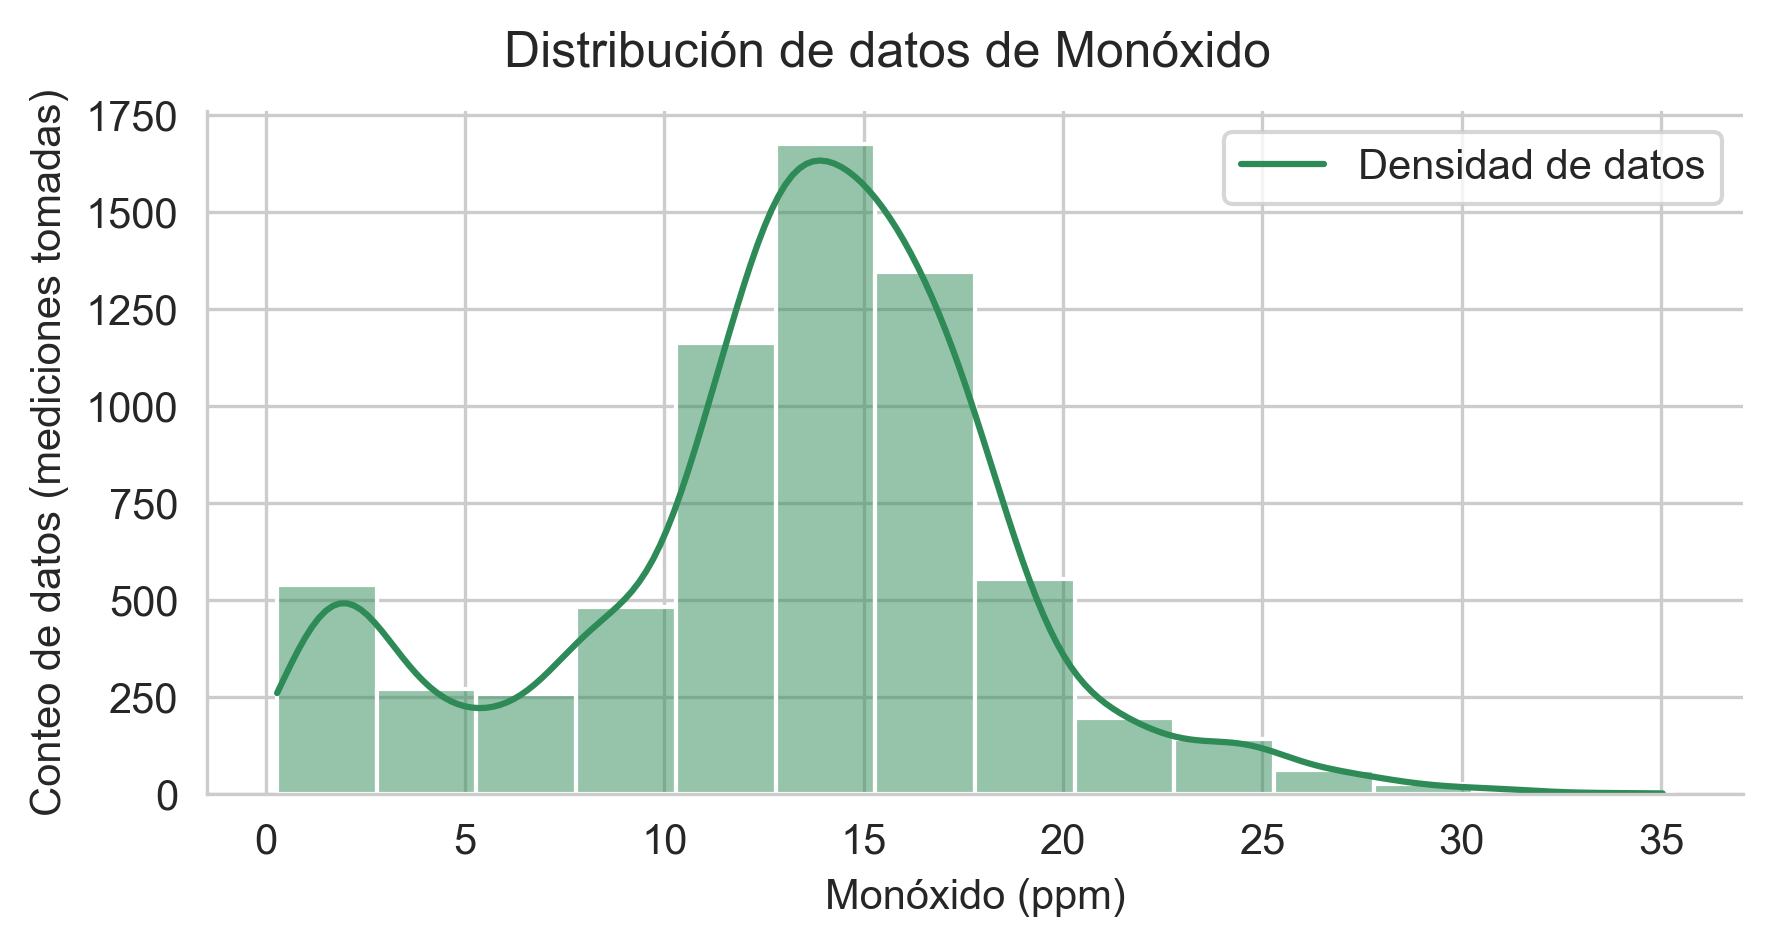 Distribución de datos de Monóxido
Densidad de datos
Conteo de datos (mediciones tomadas)
1750
1500
1250
1000
750
500
250
0
0 5 10 15 20 25 30 35
Monóxido (ppm)